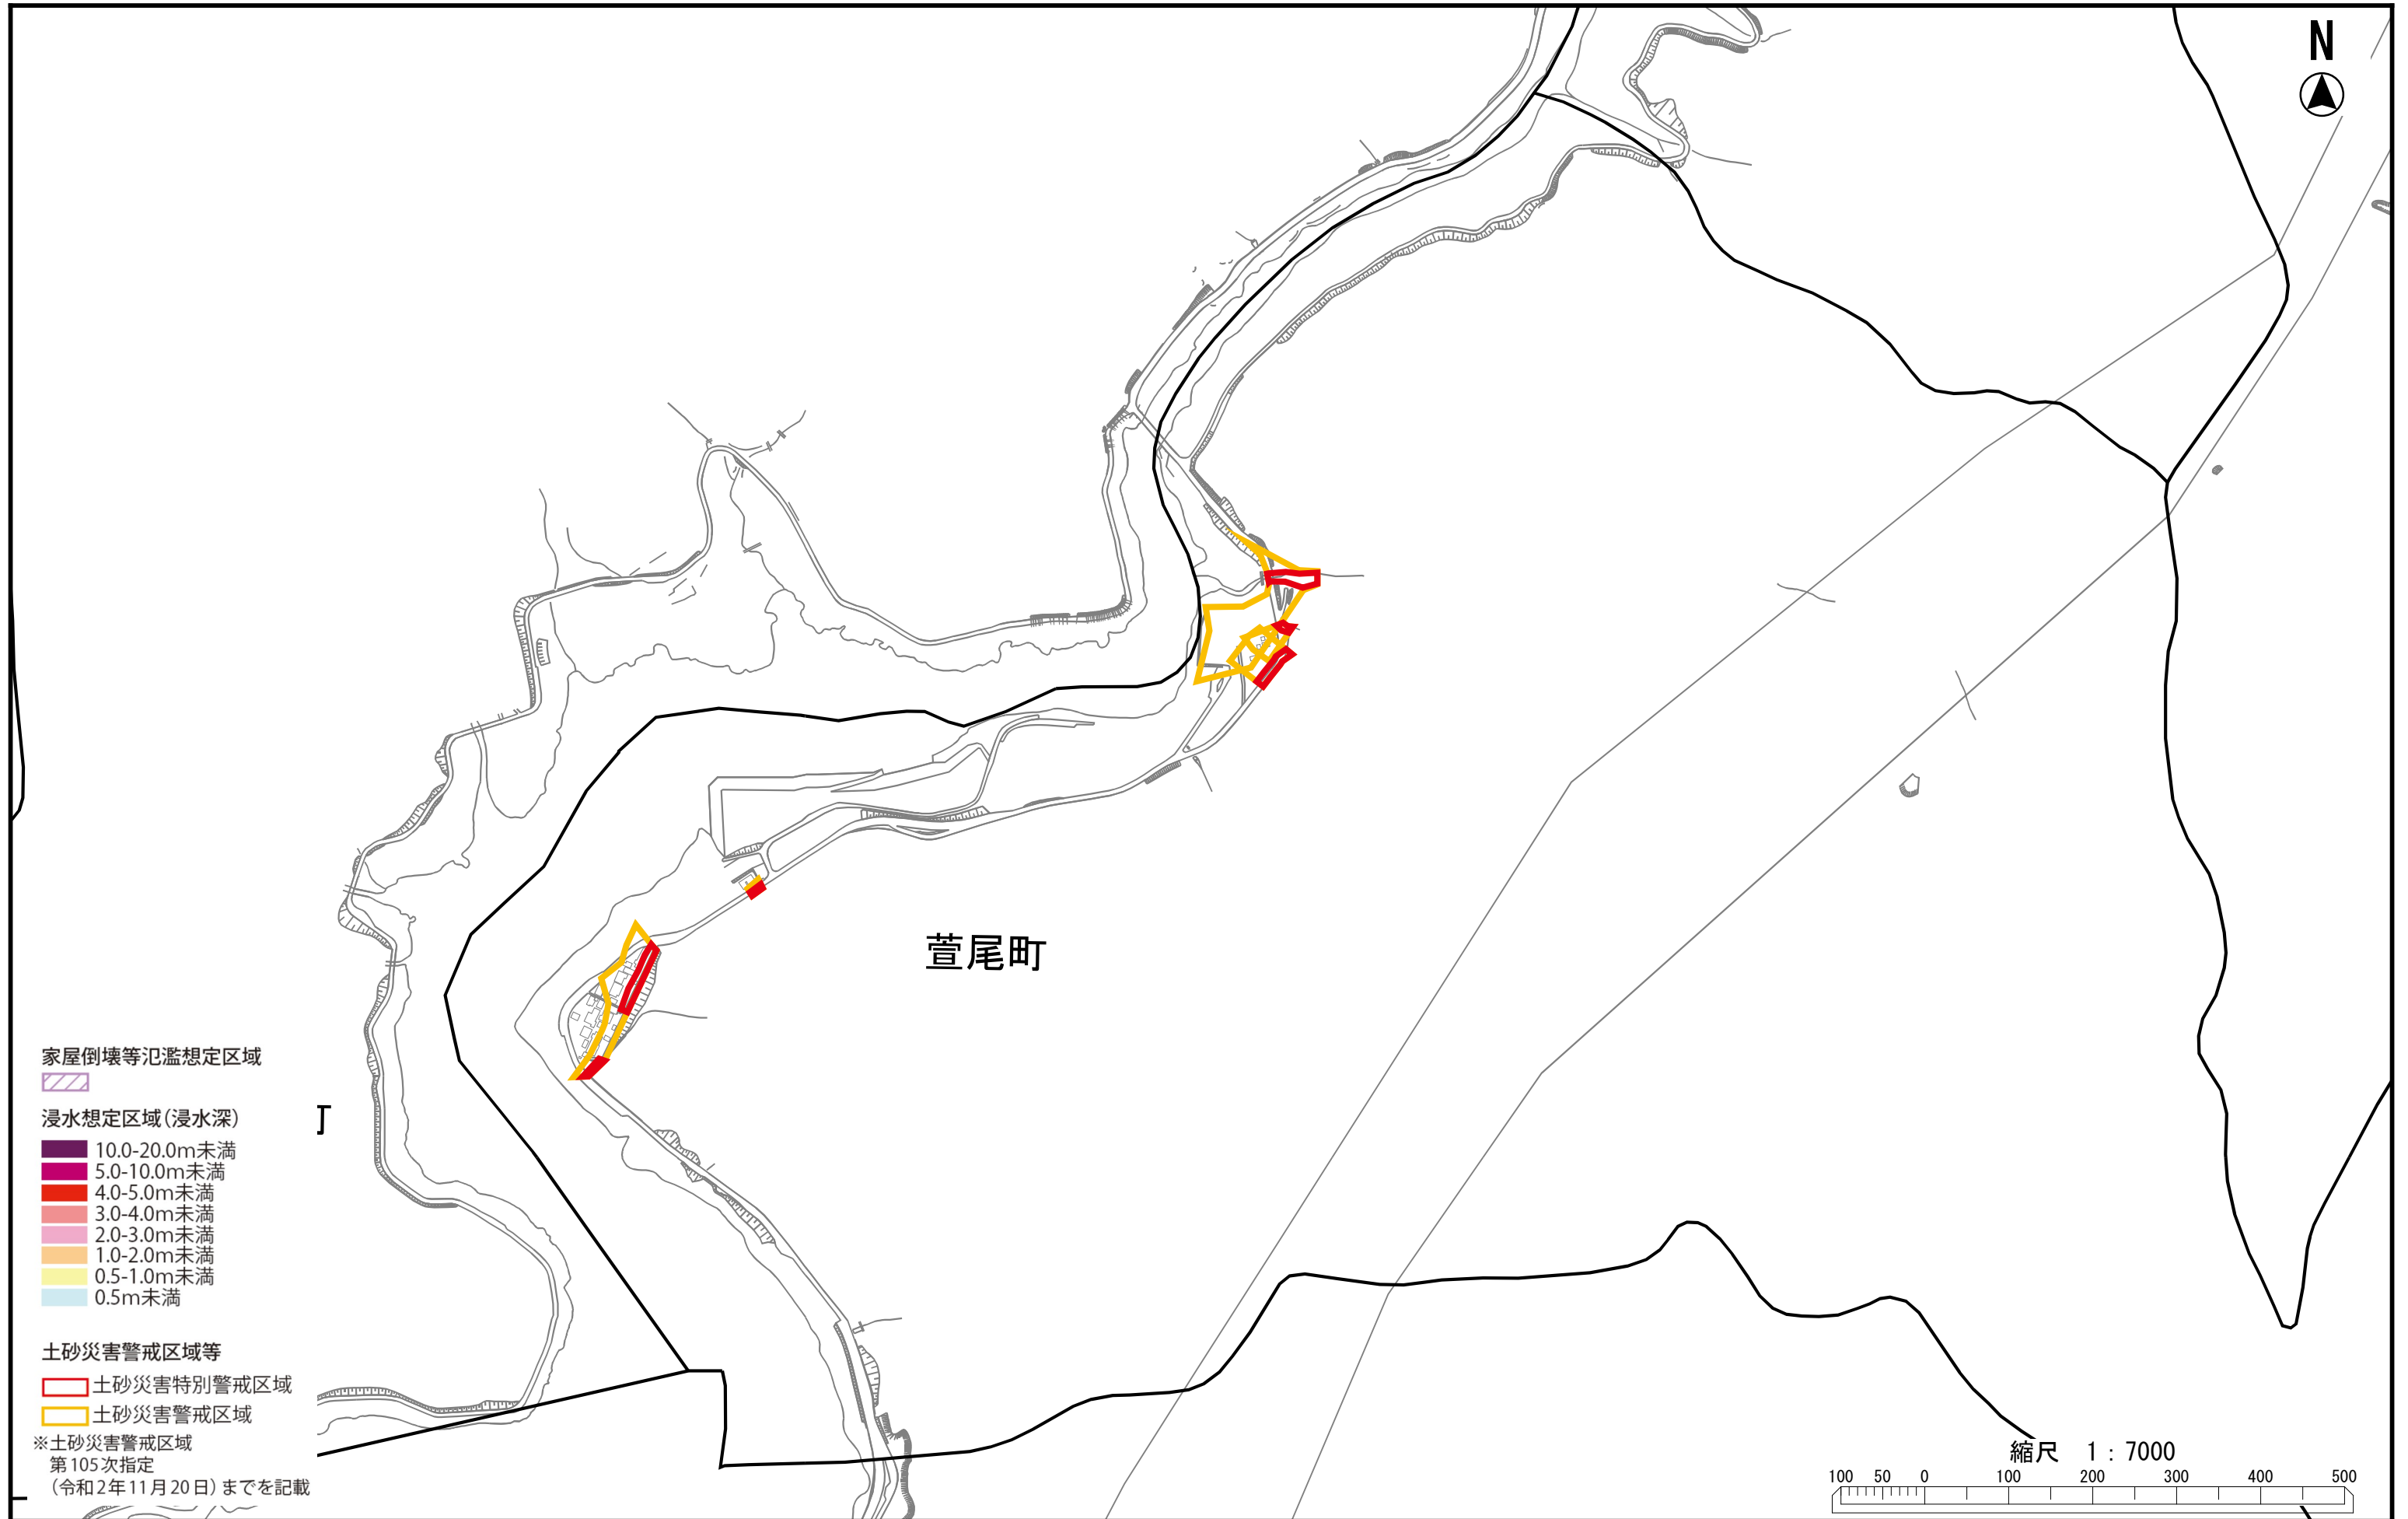 N
萱尾町
町
家屋倒壊等氾濫想定区域
浸水想定区域(浸水深)
10.0-20.0m未満
5.0-10.0m未満
4.0-5.0m未満
3.0-4.0m未満
2.0-3.0m未満
1.0-2.0m未満
0.5-1.0m未満
0.5m未満
土砂災害警戒区域等
土砂災害特別警戒区域
土砂災害警戒区域
※土砂災害警戒区域
第105次指定
(令和2年11月20日)までを記載
縮尺 1:7000
100 50 0 100 200 300 400 500